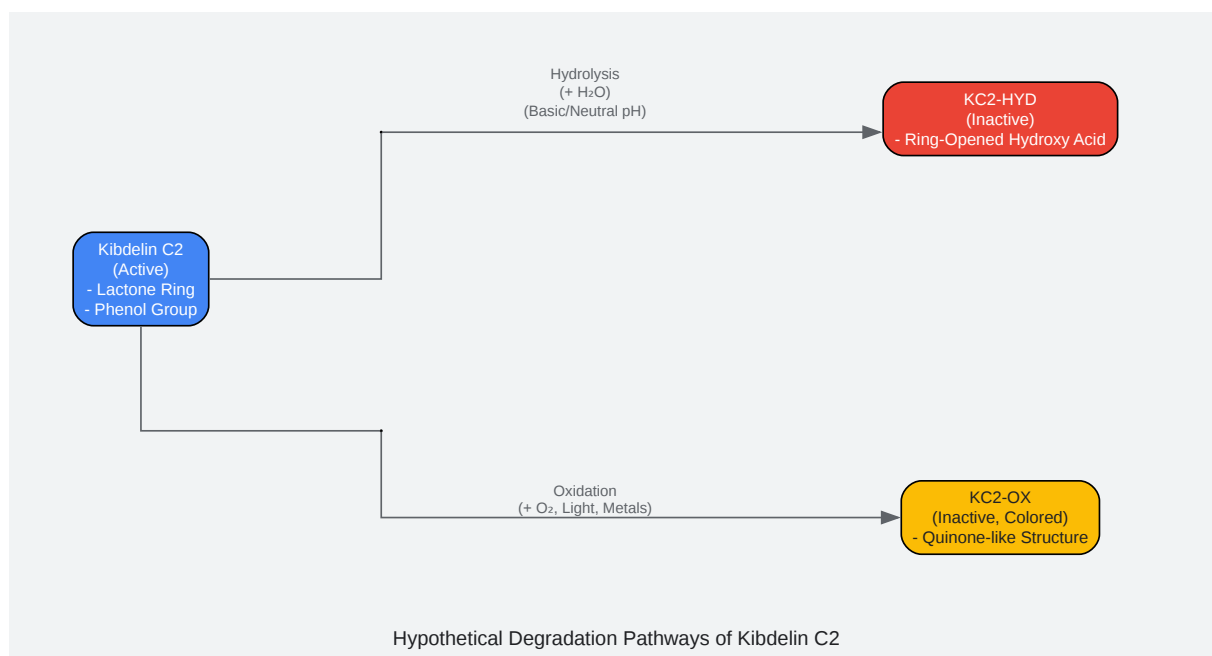 Hydrolysis
(+ H₂O)
(Basic/Neutral pH)
KC2-HYD
(Inactive)
- Ring-Opened Hydroxy Acid
Kibdelin C2
(Active)
- Lactone Ring
- Phenol Group
Oxidation
(+ O₂, Light, Metals)
KC2-OX
(Inactive, Colored)
- Quinone-like Structure
Hypothetical Degradation Pathways of Kibdelin C2